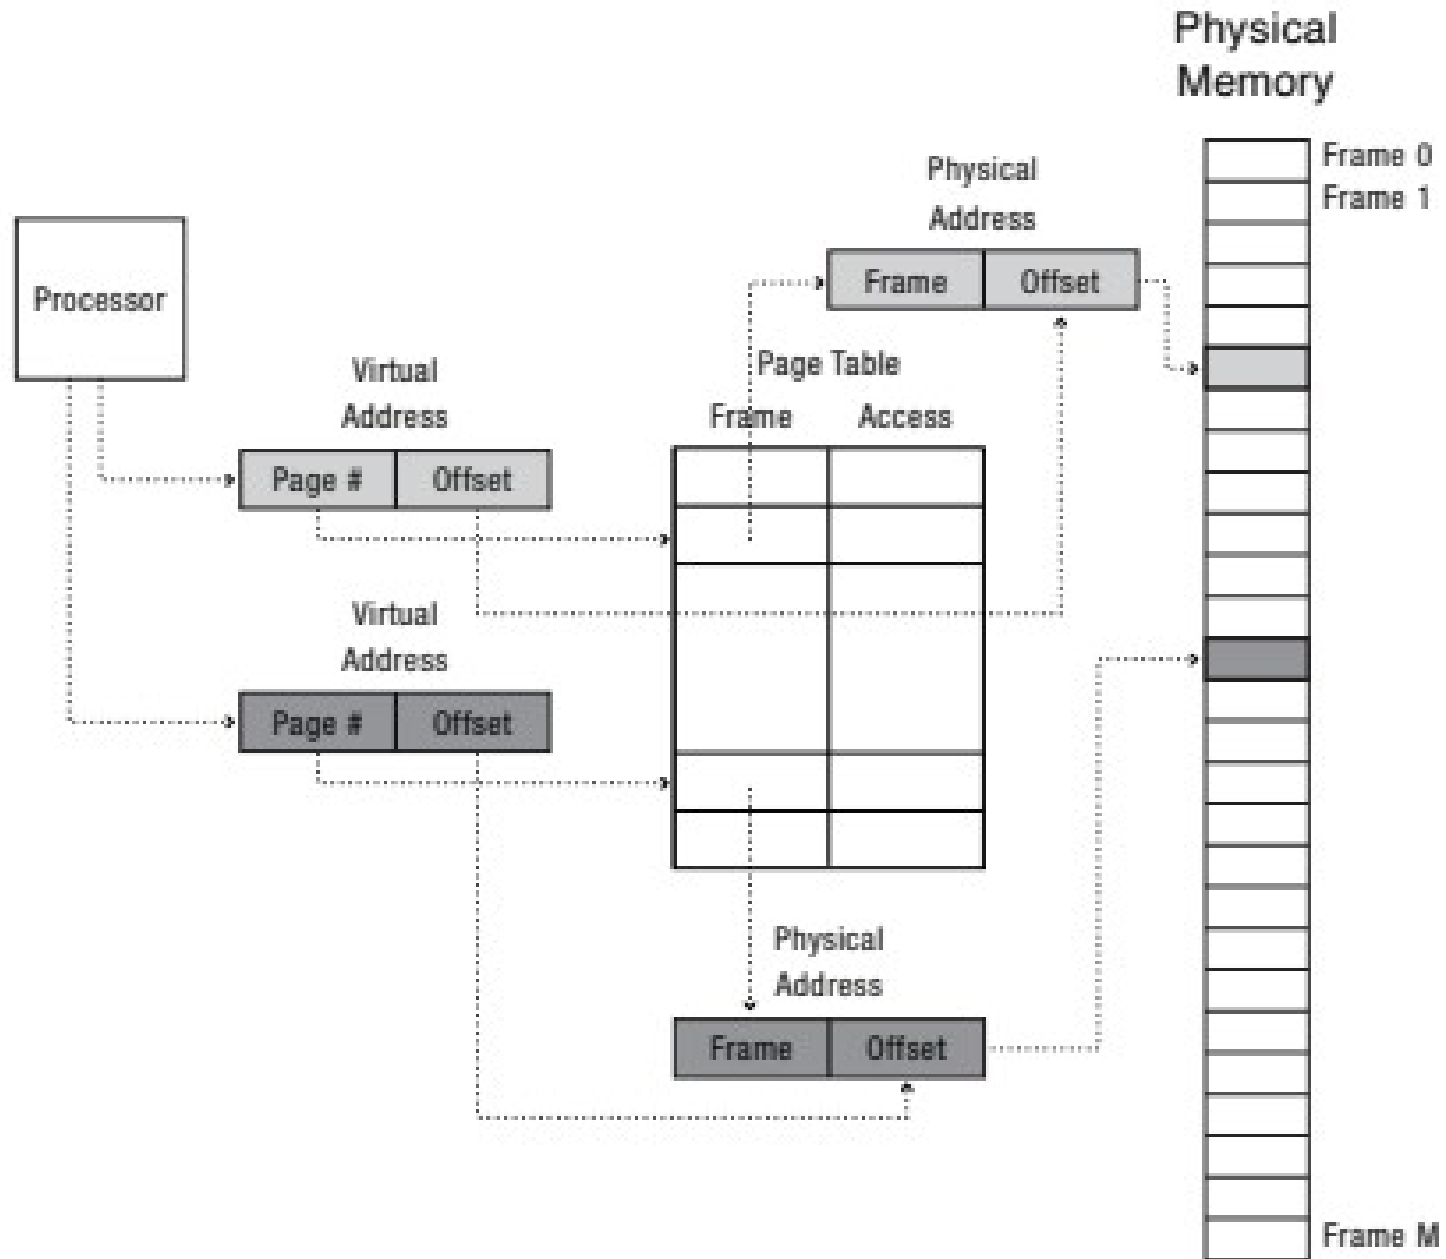 Physical
Memory
Frame 0
Physical
Frame 1
Address
Processor
Frame
Offset
Virtual
Page Table
Address
Frame
Access
Page #
Offset
Virtual
Address
Page #
Offset
Physical
Address
Frame
Offset
Frame M